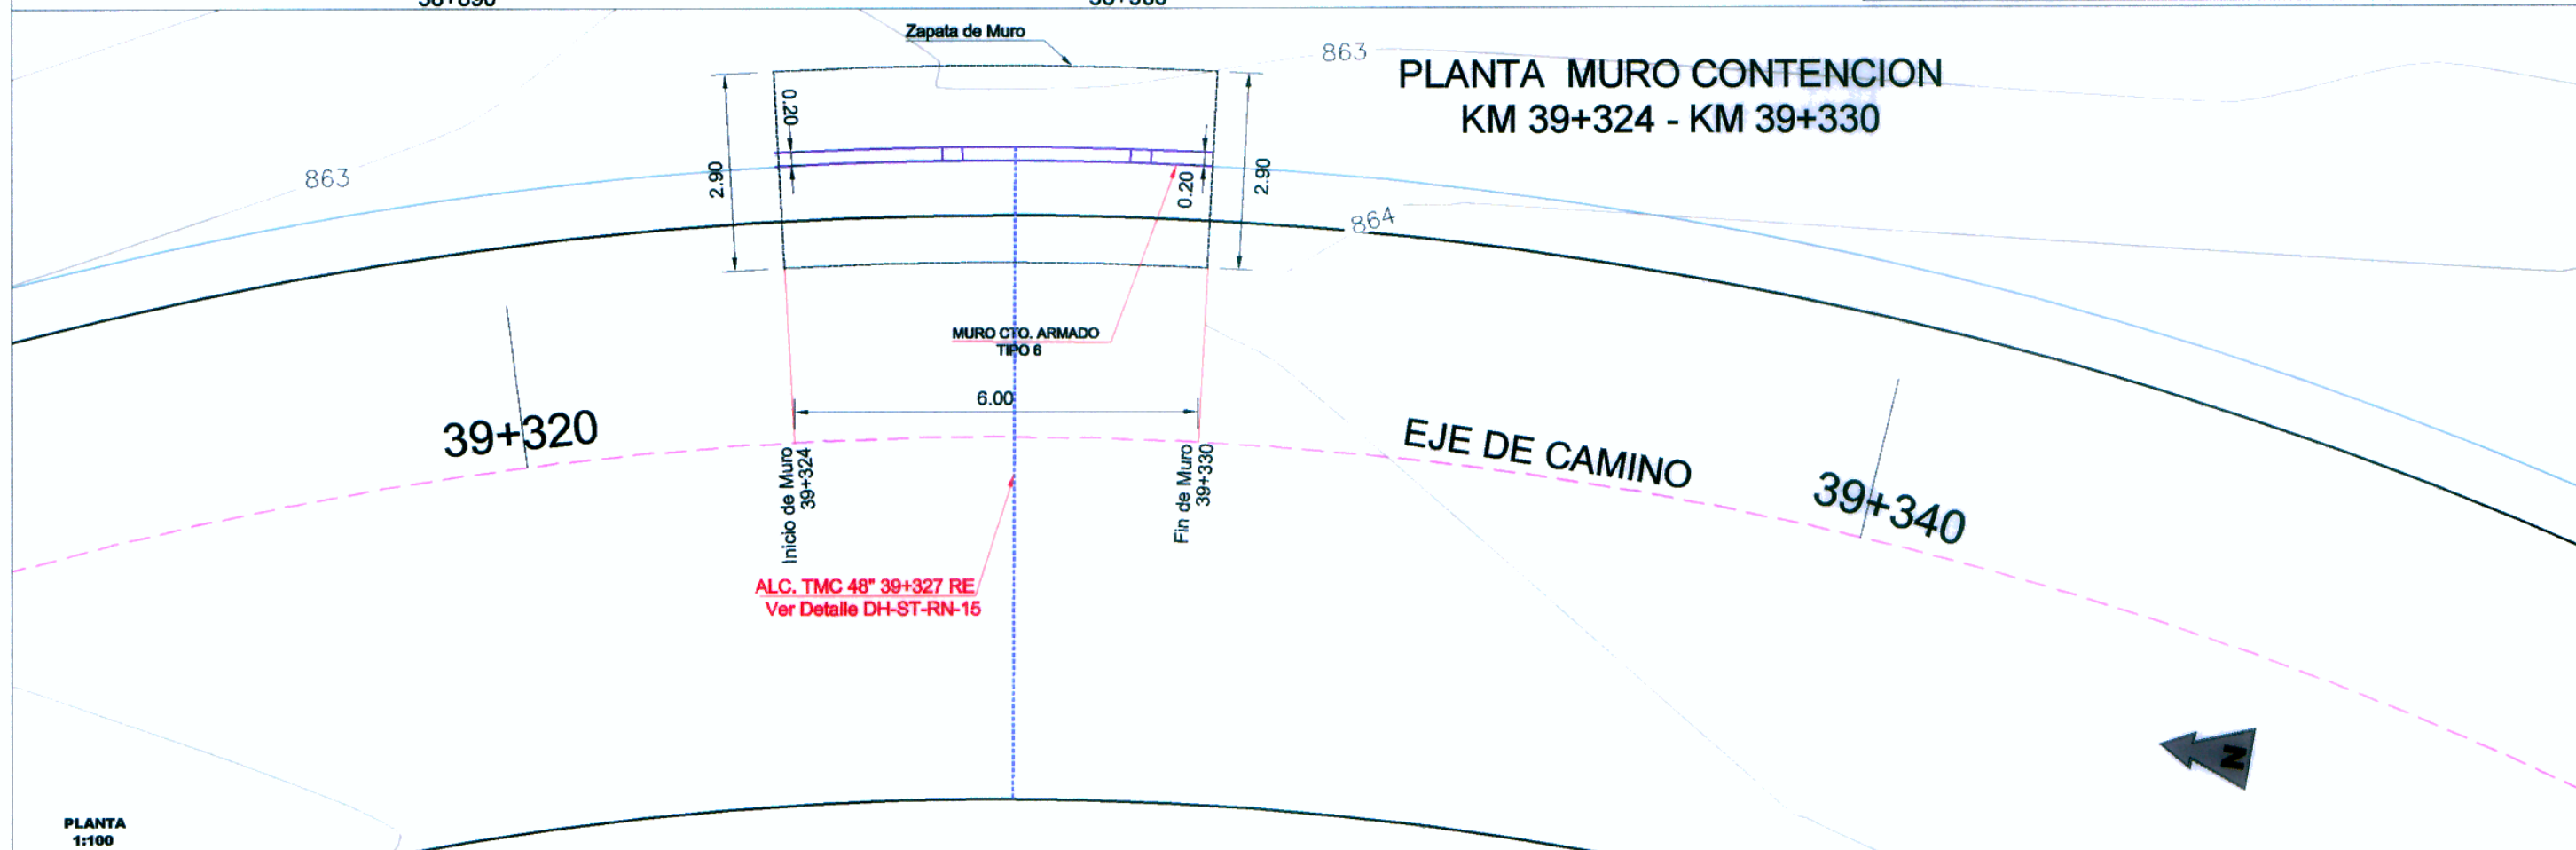 Zapata de Muro
863
PLANTA MURO CONTENCION
KM 39+324 - KM 39+330
0.20
2.90
863
0.20
2.90
864
MURO CTO. ARMADO
TIPO 6
6.00
39+320
EJE DE CAMINO
Inicio de Muro
39+324
Fin de Muro
39+330
39+340
ALC. TMC 48" 39+327 RE
Ver Detalle DH-ST-RN-15
N
PLANTA
1:100